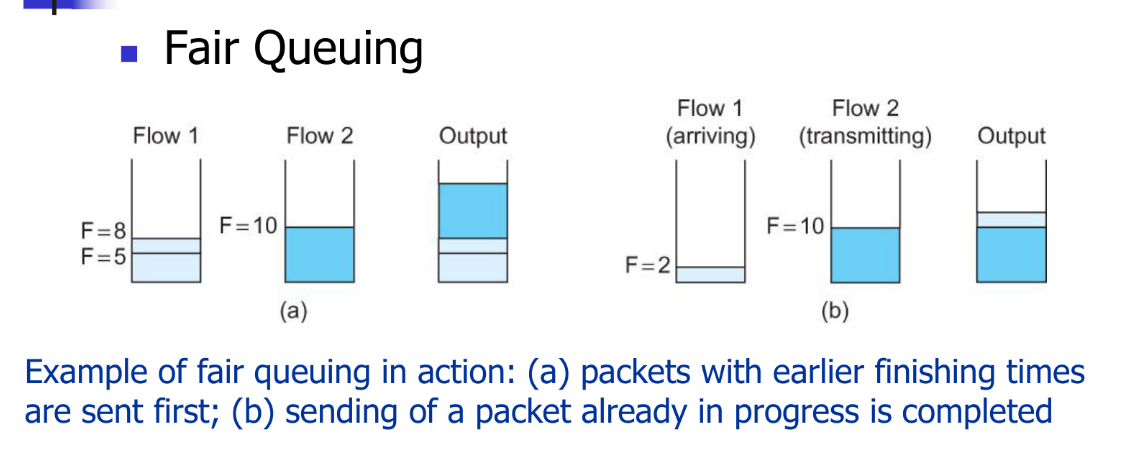 Fair Queuing
Flow 1
Flow 2
Output
F=8
F=5
F=10
(a)
Flow 1
(arriving)
Flow 2
(transmitting)
Output
F=10
F=2
(b)
Example of fair queuing in action: (a) packets with earlier finishing times
are sent first; (b) sending of a packet already in progress is completed